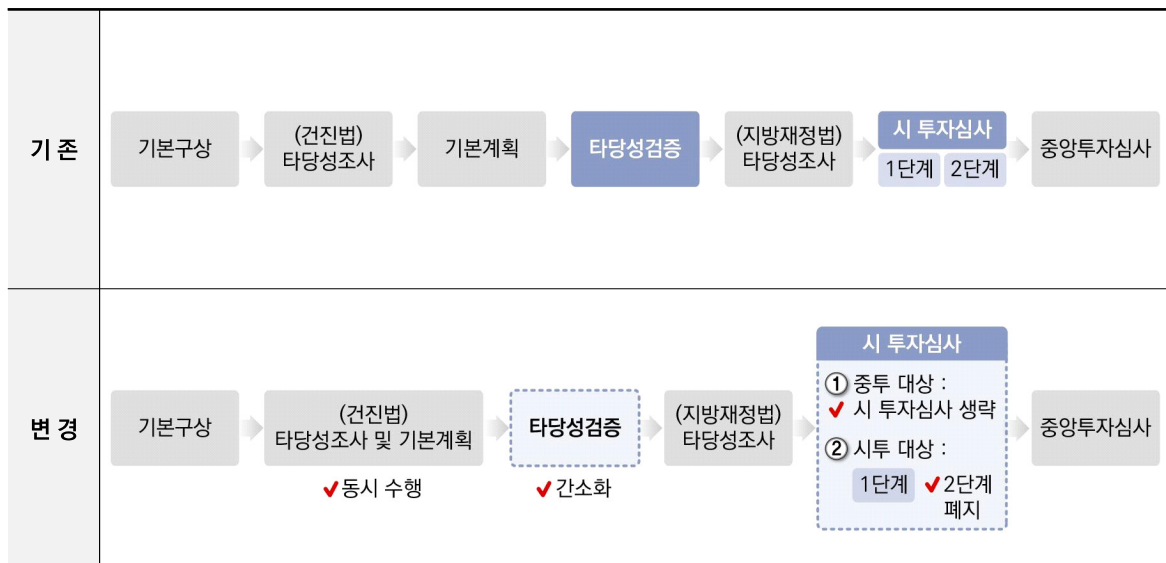 기 존
기본구상
(건진법)
타당성조사
기본계획
타당성검증
(지방재정법)
타당성조사
시 투자심사
1단계 2단계
중앙투자심사
변 경
기본구상
(건진법)
타당성조사 및 기본계획
✔동시 수행
타당성검증
✔간소화
(지방재정법)
타당성조사
시 투자심사
① 중투 대상 :
✔ 시 투자심사 생략
② 시투 대상 :
1단계 ✔2단계
폐지
중앙투자심사